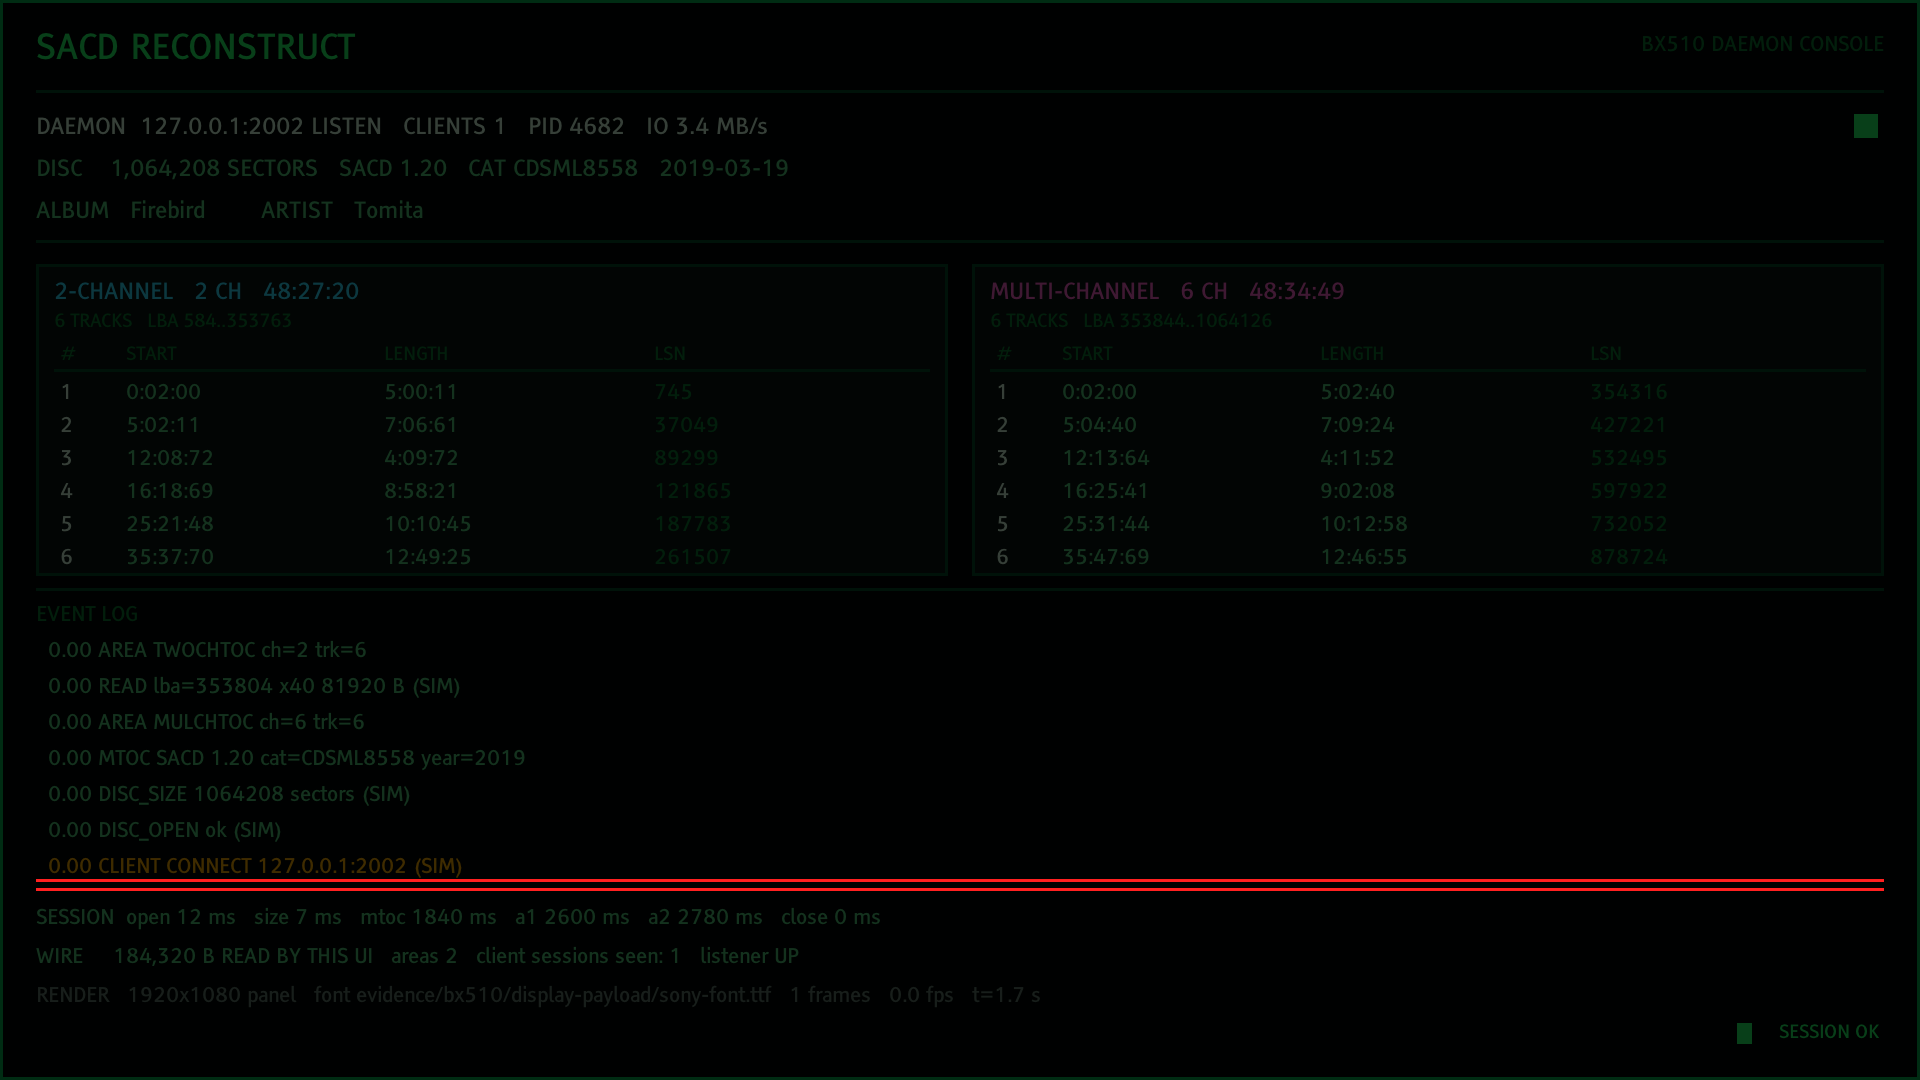 SACD RECONSTRUCT
BX510 DAEMON CONSOLE
DAEMON 127.0.0.1:2002 LISTEN CLIENTS 1 PID 4682 IO 3.4 MB/s
DISC 1,064,208 SECTORS SACD 1.20 CAT CDSML8558 2019-03-19
ALBUM Firebird ARTIST Tomita
2-CHANNEL 2 CH 48:27:20
6 TRACKS LBA 584..353763
# START LENGTH LSN
1 0:02:00 5:00:11 745
2 5:02:11 7:06:61 37049
3 12:08:72 4:09:72 89299
4 16:18:69 8:58:21 121865
5 25:21:48 10:10:45 187783
6 35:37:70 12:49:25 261507
MULTI-CHANNEL 6 CH 48:34:49
6 TRACKS LBA 353844..1064126
# START LENGTH LSN
1 0:02:00 5:02:40 354316
2 5:04:40 7:09:24 427221
3 12:13:64 4:11:52 532495
4 16:25:41 9:02:08 597922
5 25:31:44 10:12:58 732052
6 35:47:69 12:46:55 878724
EVENT LOG
0.00 AREA TWOCHTOC ch=2 trk=6
0.00 READ lba=353804 x40 81920 B (SIM)
0.00 AREA MULCHTOC ch=6 trk=6
0.00 MTOC SACD 1.20 cat=CDSML8558 year=2019
0.00 DISC_SIZE 1064208 sectors (SIM)
0.00 DISC_OPEN ok (SIM)
0.00 CLIENT CONNECT 127.0.0.1:2002 (SIM)
SESSION open 12 ms size 7 ms mtoc 1840 ms a1 2600 ms a2 2780 ms close 0 ms
WIRE 184,320 B READ BY THIS UI areas 2 client sessions seen: 1 listener UP
RENDER 1920x1080 panel font evidence/bx510/display-payload/sony-font.ttf 1 frames 0.0 fps t=1.7 s
SESSION OK